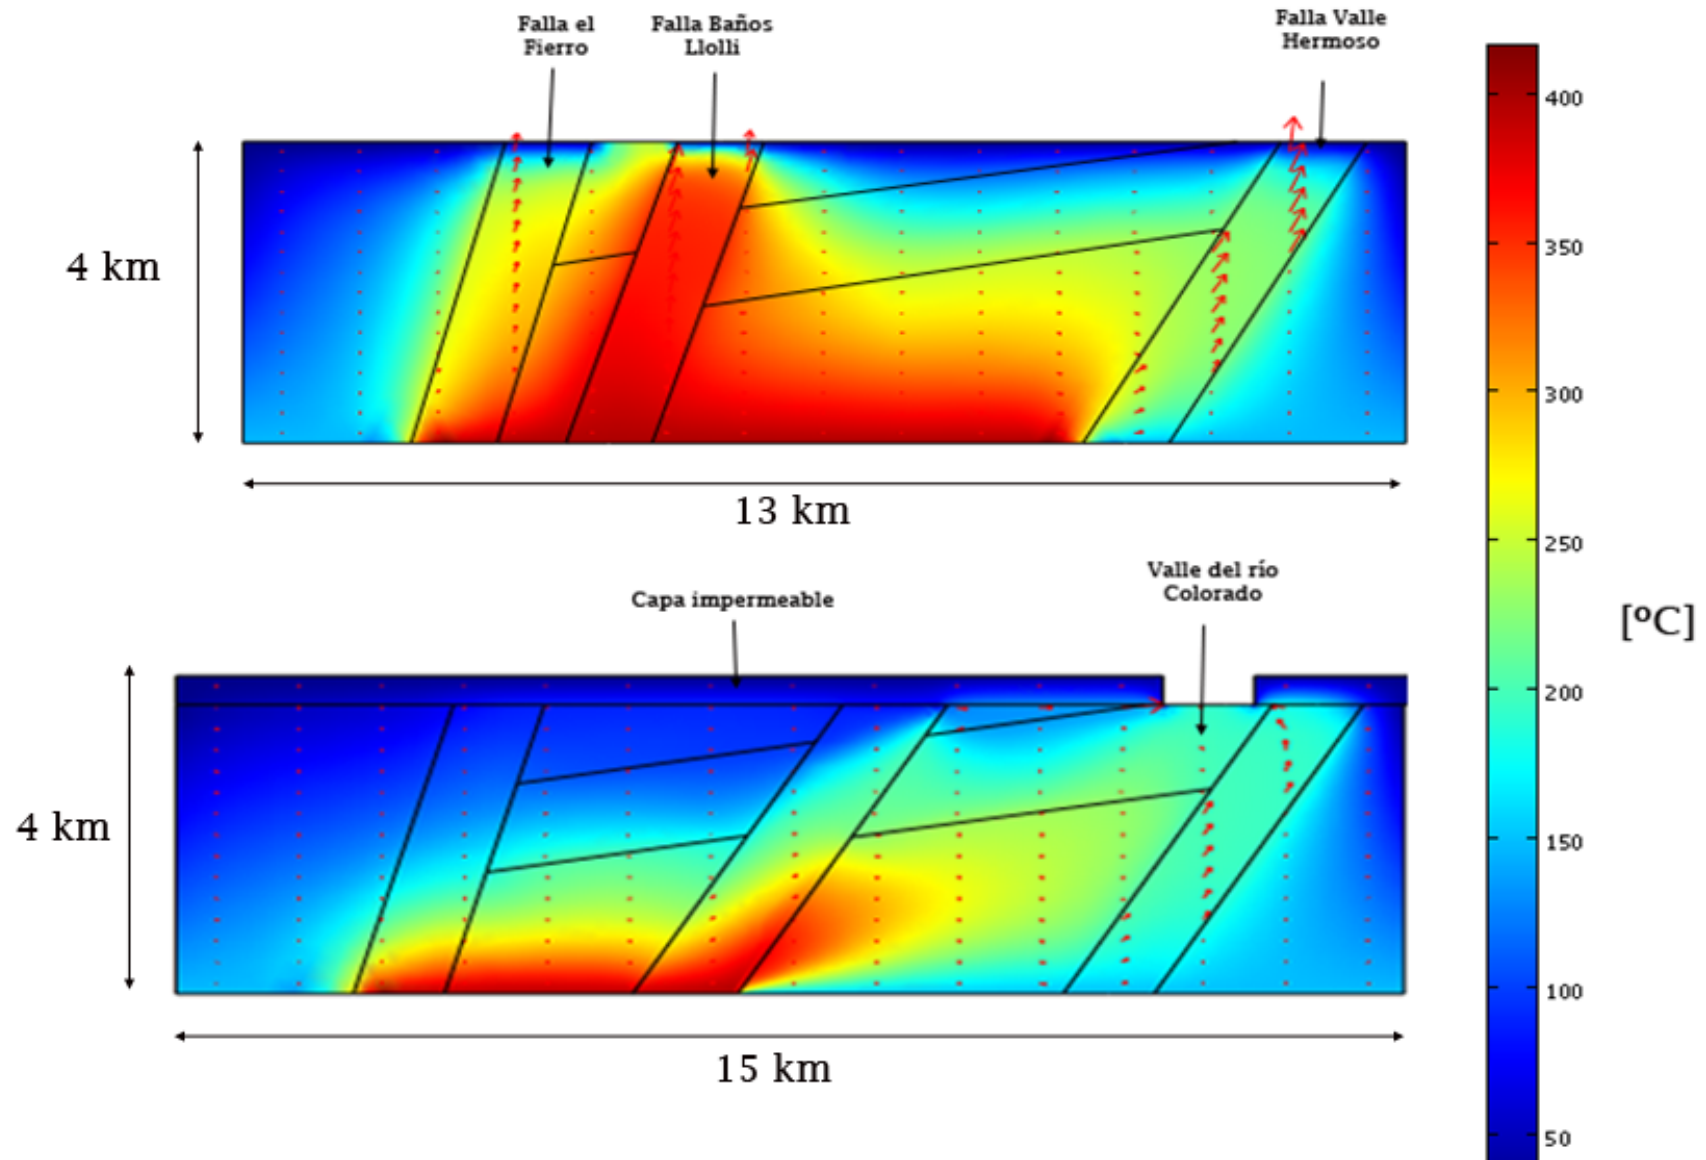 Falla el
Fierro
Falla Baños
Llolli
Falla Valle
Hermoso
4 km
13 km
Capa impermeable
Valle del río
Colorado
4 km
15 km
400
350
300
250
200
150
100
50
[ºC]